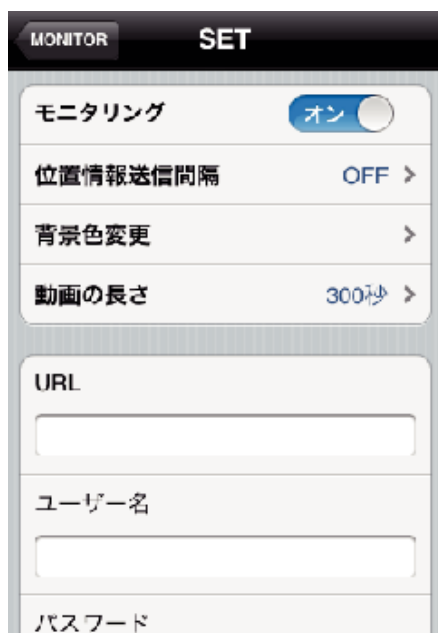 MONITOR SET
モニタリング オン
位置情報送信間隔 OFF >
背景色変更 >
動画の長さ 300秒 >
URL
ユーザー名
パスワード